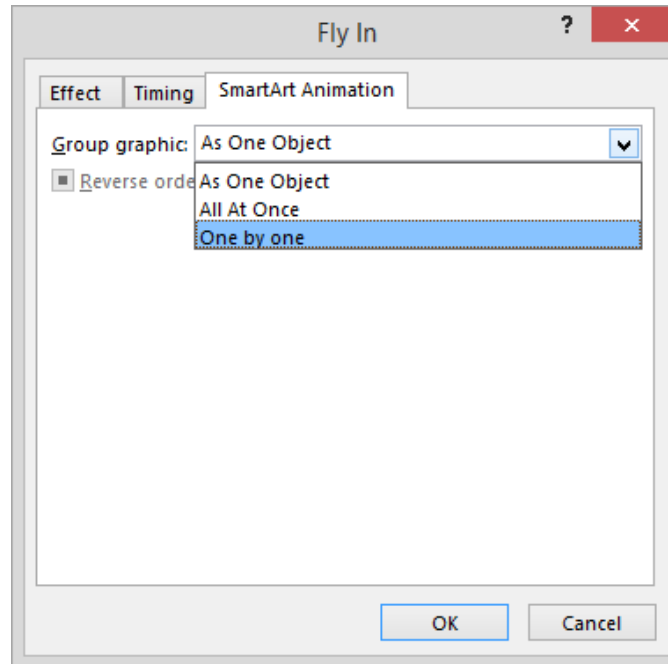 Fly In
?
Effect Timing SmartArt Animation
Group graphic: As One Object
Reverse orde
As One Object
All At Once
One by one
OK Cancel